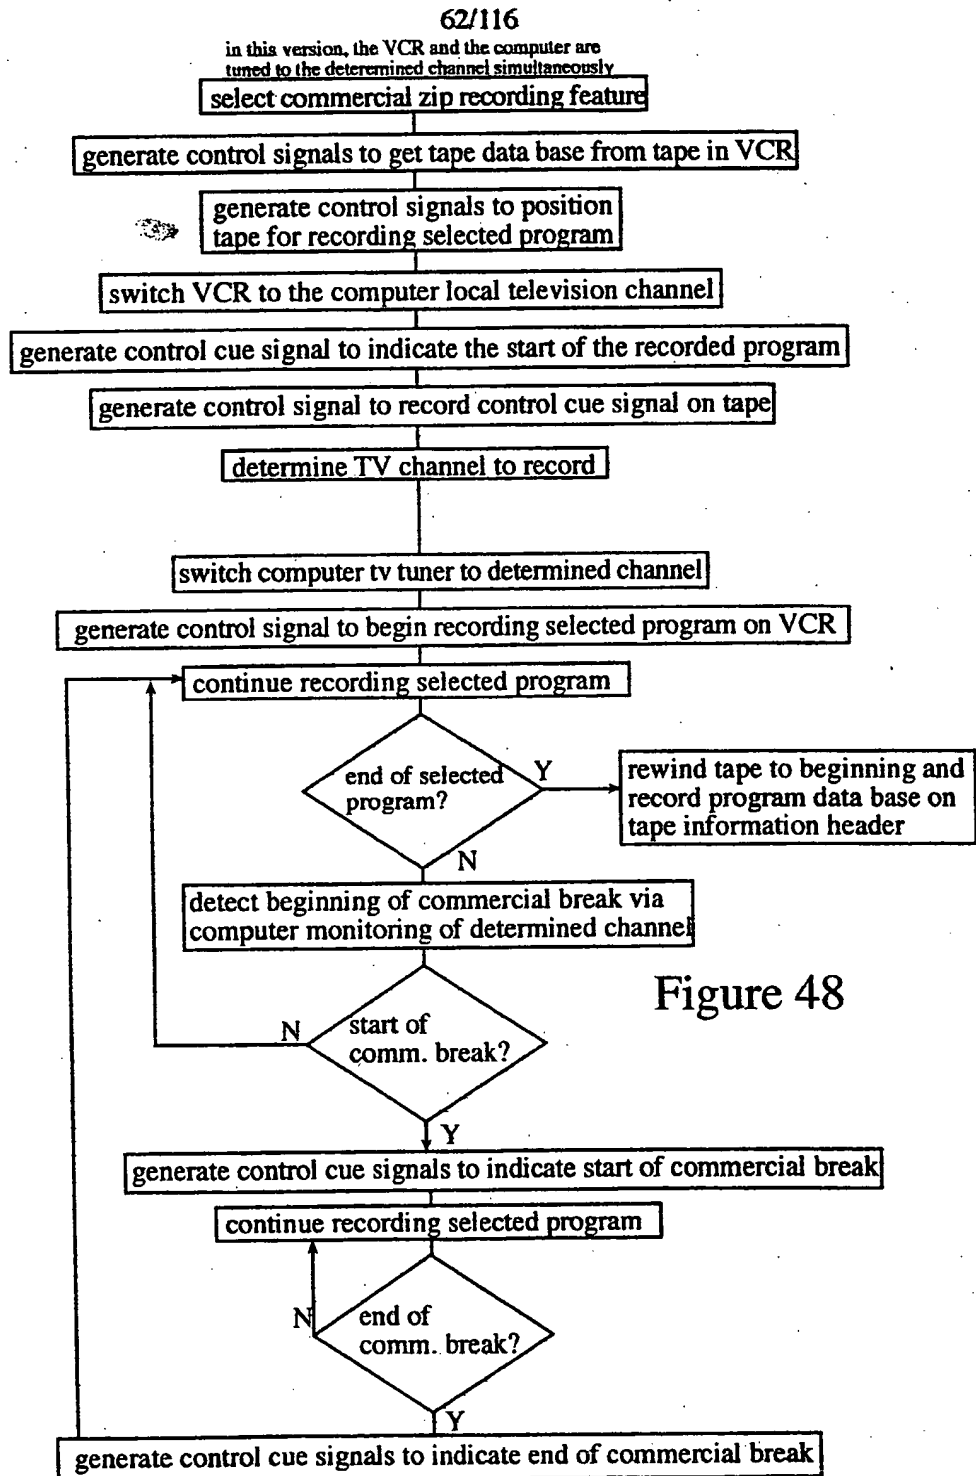 62/116
in this version, the VCR and the computer are
tuned to the deteremined channel simultaneously
select commercial zip recording feature
generate control signals to get tape data base from tape in VCR
generate control signals to position
tape for recording selected program
switch VCR to the computer local television channel
generate control cue signal to indicate the start of the recorded program
generate control signal to record control cue signal on tape
determine TV channel to record
switch computer tv tuner to determined channel
generate control signal to begin recording selected program on VCR
continue recording selected program
end of selected
program?
Y
rewind tape to beginning and
record program data base on
tape information header
N
detect beginning of commercial break via
computer monitoring of determined channel
Figure 48
N
start of
comm. break?
Y
generate control cue signals to indicate start of commercial break
continue recording selected program
N
end of
comm. break?
Y
generate control cue signals to indicate end of commercial break